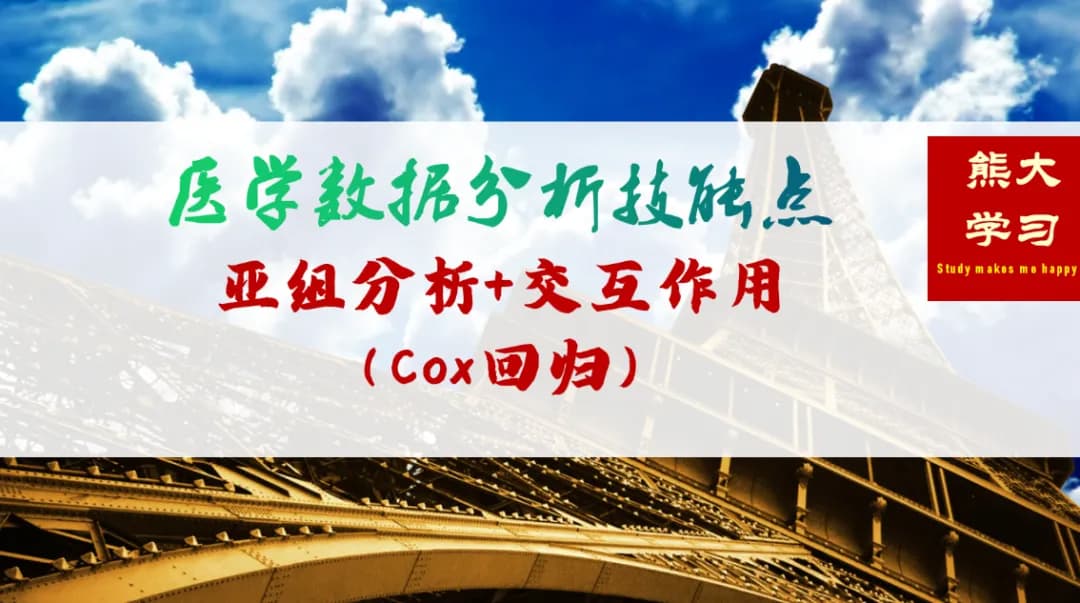 医学数据分析技能点
亚组分析+交互作用
（Cox回归）
熊大
学习
Study makes me happy